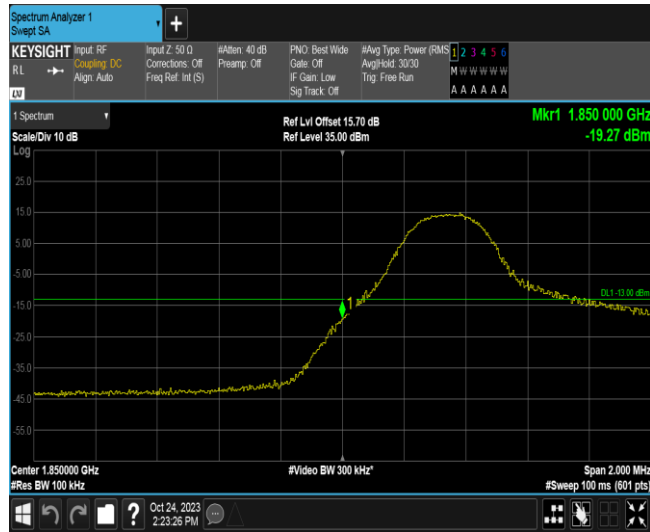 Spectrum Analyzer 1
Swept SA
+
KEYSIGHT
RL
Input: RF
Coupling: DC
Align: Auto
Input Z: 50 Ω
Corrections: Off
Freq Ref: Int (S)
#Atten: 40 dB
Preamp: Off
PNO: Best Wide
Gate: Off
IF Gain: Low
Sig Track: Off
#Avg Type: Power (RMS
Avg|Hold: 30/30
Trig: Free Run
1 2 3 4 5 6
M W W W W W
A A A A A A
LXI
1 Spectrum
Scale/Div 10 dB
Ref Lvl Offset 15.70 dB
Ref Level 35.00 dBm
Mkr1 1.850 000 GHz
-19.27 dBm
Log
25.0
15.0
5.00
-5.00
DL1 -13.00 dBm
1
-15.0
-25.0
-35.0
-45.0
-55.0
Center 1.850000 GHz
#Res BW 100 kHz
#Video BW 300 kHz*
Span 2.000 MHz
#Sweep 100 ms (601 pts)
?
Oct 24, 2023
2:23:26 PM